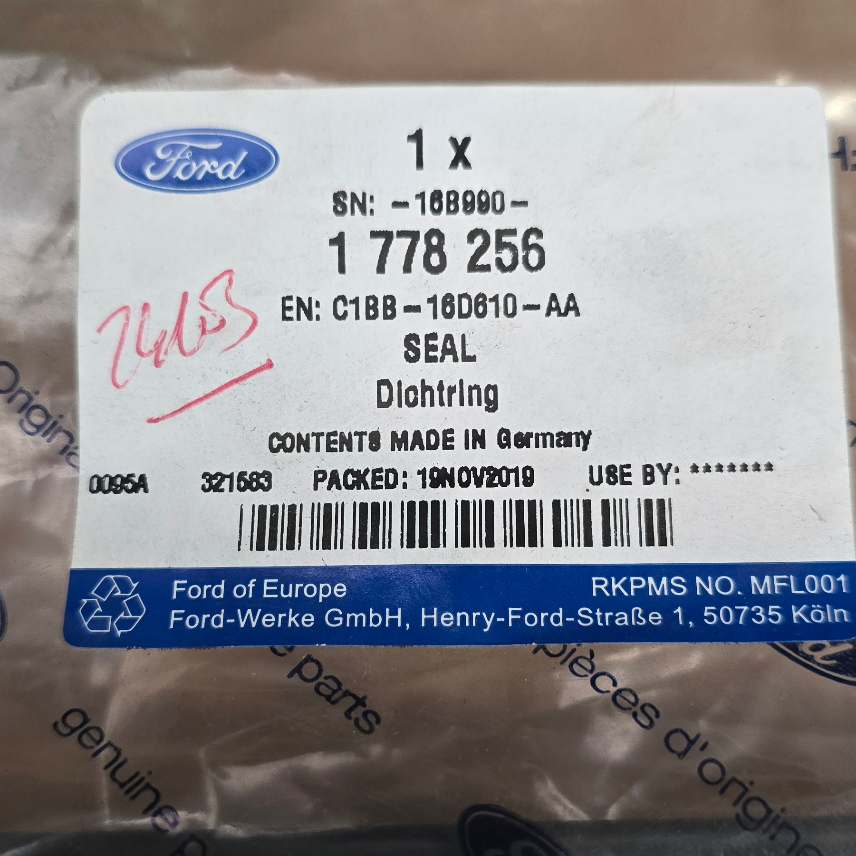 Ford
1 x
SN: -16B990-
1 778 256
EN: C1BB-16D610-AA
SEAL
Dichtring
CONTENTS MADE IN Germany
0095A 321583 PACKED: 19NOV2019 USE BY: *******
Ford of Europe RKPMS NO. MFL001
Ford-Werke GmbH, Henry-Ford-Straße 1, 50735 Köln
Origina
parts
pièces d'origine
genuine p
Ford